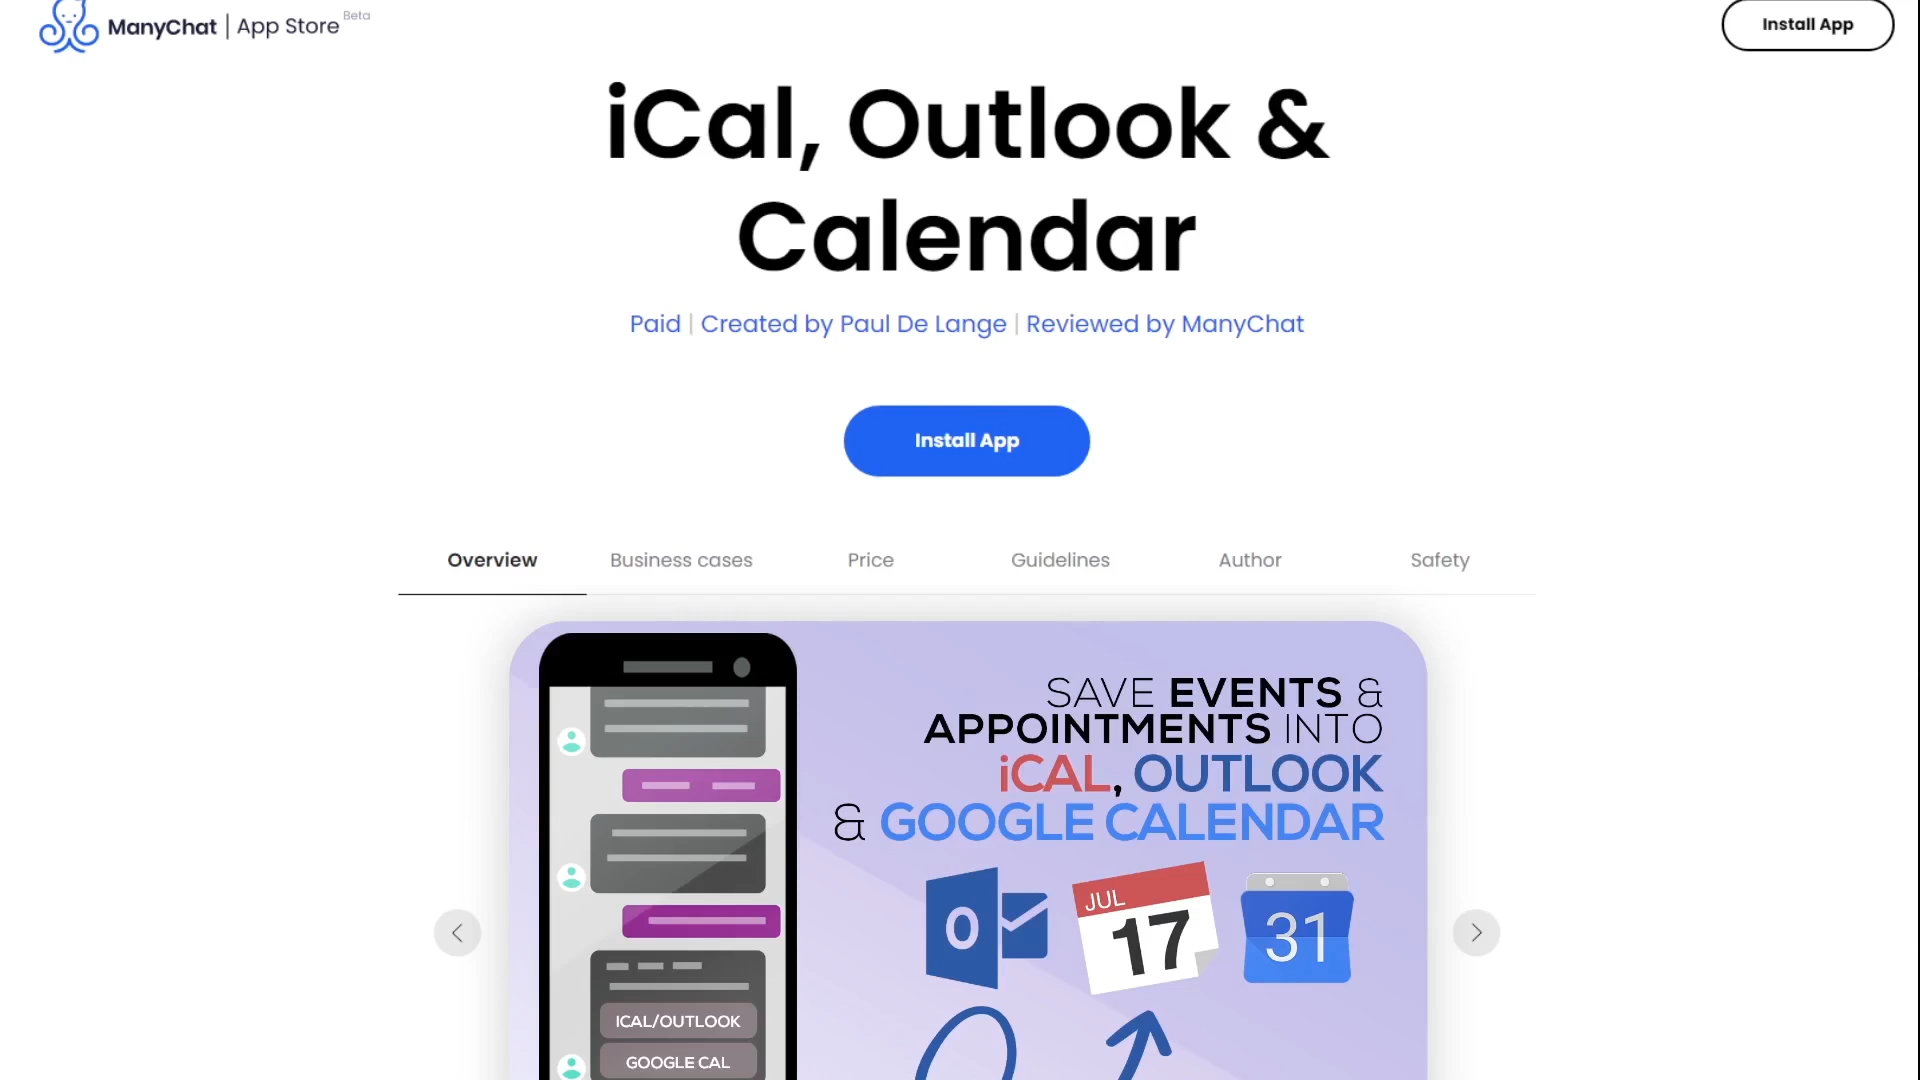 ManyChat | App Store Beta
Install App
iCal, Outlook &
Calendar
Paid | Created by Paul De Lange | Reviewed by ManyChat
Install App
Overview Business cases Price Guidelines Author Safety
SAVE EVENTS &
APPOINTMENTS INTO
iCAL, OUTLOOK
& GOOGLE CALENDAR
O
JUL
17
31
ICAL/OUTLOOK
GOOGLE CAL